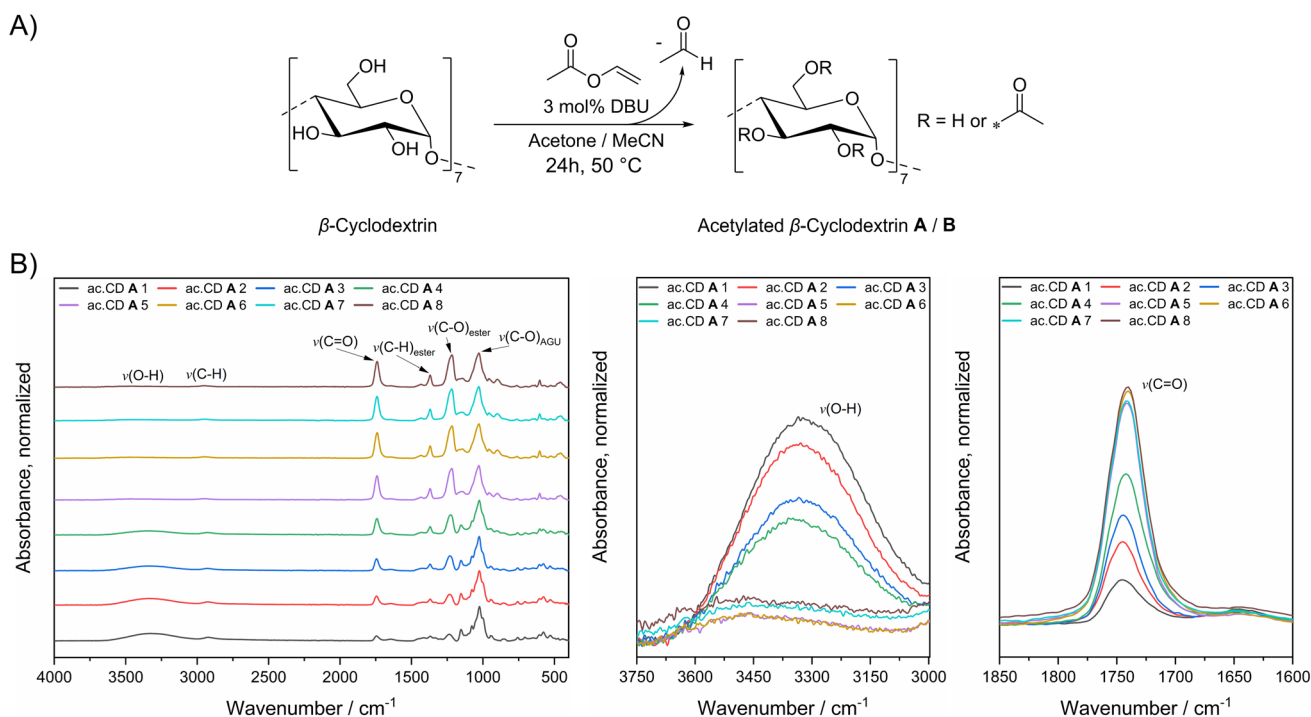 A)
O
O
-
O
H
3 mol% DBU
Acetone / MeCN
24h, 50 °C
OH
O
HO
OH
O
7
OR
O
RO
OR
O
7
R = H or
O
*
β-Cyclodextrin
Acetylated β-Cyclodextrin A / B
B)
ac.CD A 1 ac.CD A 2 ac.CD A 3 ac.CD A 4
ac.CD A 5 ac.CD A 6 ac.CD A 7 ac.CD A 8
ν(C-O)ester
ν(C=O)
ν(C-H)ester
ν(C-O)AGU
ν(O-H)
ν(C-H)
Absorbance, normalized
4000 3500 3000 2500 2000 1500 1000 500
Wavenumber / cm-1
ac.CD A 1 ac.CD A 2 ac.CD A 3
ac.CD A 4 ac.CD A 5 ac.CD A 6
ac.CD A 7 ac.CD A 8
ν(O-H)
Absorbance, normalized
3750 3600 3450 3300 3150 3000
Wavenumber / cm-1
ac.CD A 1 ac.CD A 2 ac.CD A 3
ac.CD A 4 ac.CD A 5 ac.CD A 6
ac.CD A 7 ac.CD A 8
ν(C=O)
Absorbance, normalized
1850 1800 1750 1700 1650 1600
Wavenumber / cm-1